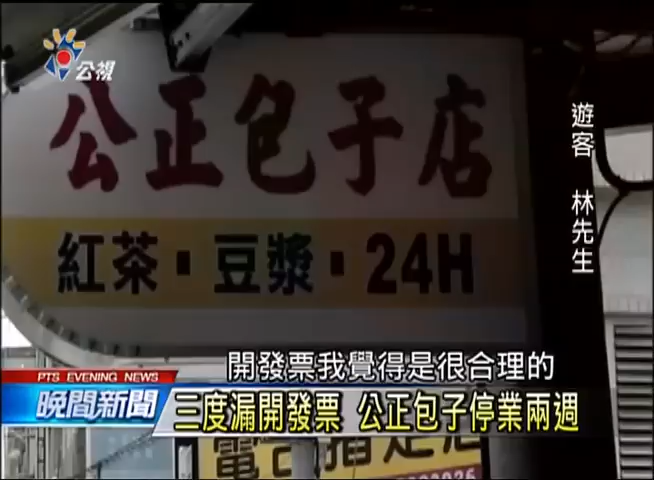 公視
公正包子店
紅茶·豆漿·24H
遊客 林先生
開發票我覺得是很合理的
PTS EVENING NEWS
晚間新聞
三度漏開發票 公正包子停業兩週